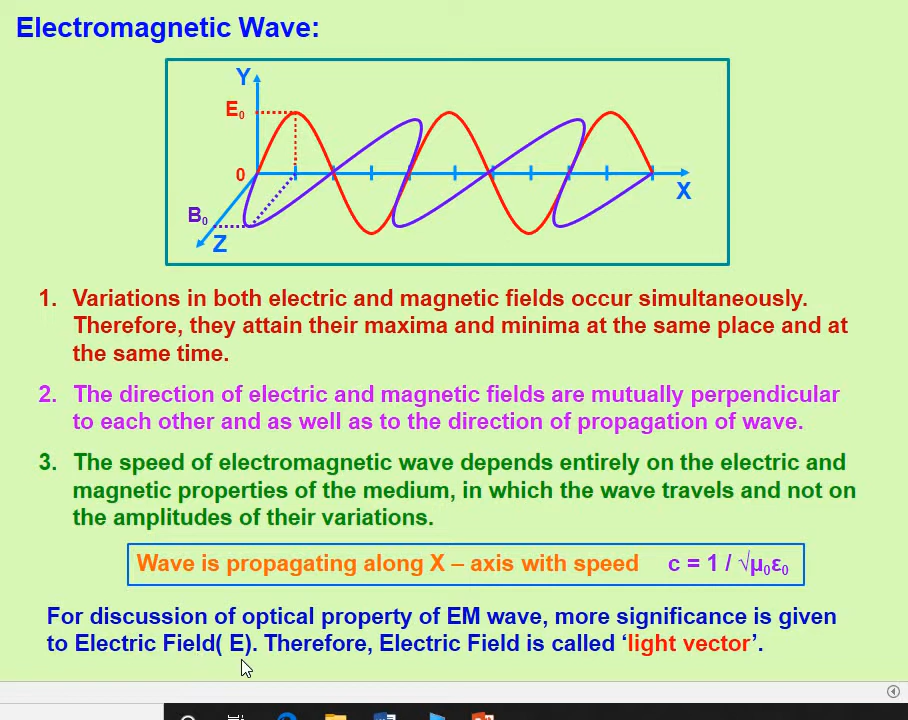 Electromagnetic Wave:
Y
E₀
0
X
B₀
Z
1. Variations in both electric and magnetic fields occur simultaneously.
Therefore, they attain their maxima and minima at the same place and at
the same time.
2. The direction of electric and magnetic fields are mutually perpendicular
to each other and as well as to the direction of propagation of wave.
3. The speed of electromagnetic wave depends entirely on the electric and
magnetic properties of the medium, in which the wave travels and not on
the amplitudes of their variations.
Wave is propagating along X – axis with speed c = 1 / √μ₀ε₀
For discussion of optical property of EM wave, more significance is given
to Electric Field( E). Therefore, Electric Field is called ‘light vector’.